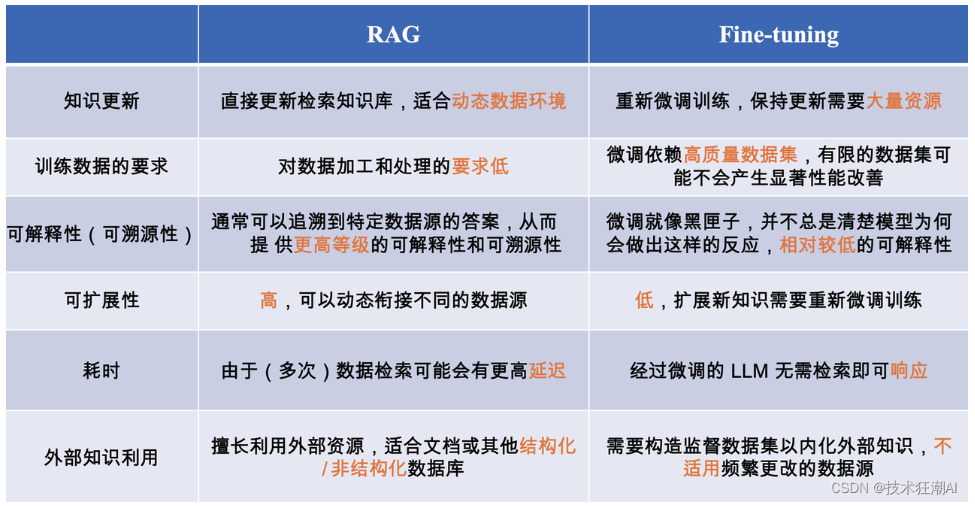 RAG
Fine-tuning
知识更新
直接更新检索知识库，适合动态数据环境
重新微调训练，保持更新需要大量资源
训练数据的要求
对数据加工和处理的要求低
微调依赖高质量数据集，有限的数据集可
能不会产生显著性能改善
可解释性（可溯源性）
通常可以追溯到特定数据源的答案，从而
提 供更高等级的可解释性和可溯源性
微调就像黑匣子，并不总是清楚模型为何
会做出这样的反应，相对较低的可解释性
可扩展性
高，可以动态衔接不同的数据源
低，扩展新知识需要重新微调训练
耗时
由于（多次）数据检索可能会有更高延迟
经过微调的 LLM 无需检索即可响应
外部知识利用
擅长利用外部资源，适合文档或其他结构化
/非结构化数据库
需要构造监督数据集以内化外部知识，不
适用频繁更改的数据源
CSDN @技术狂潮AI